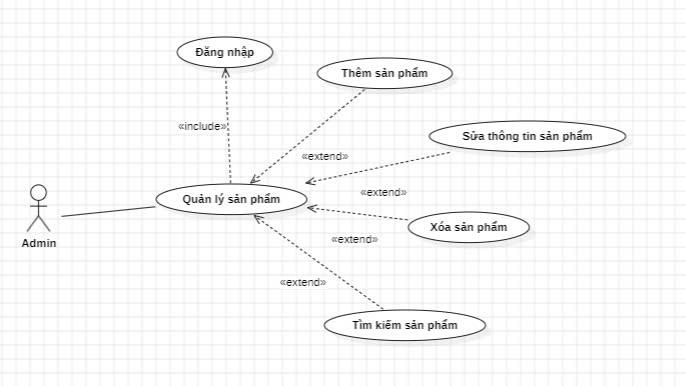 Đăng nhập
Thêm sản phẩm
«include»
Sửa thông tin sản phẩm
«extend»
«extend»
Quản lý sản phẩm
Xóa sản phẩm
Admin
«extend»
«extend»
Tìm kiếm sản phẩm